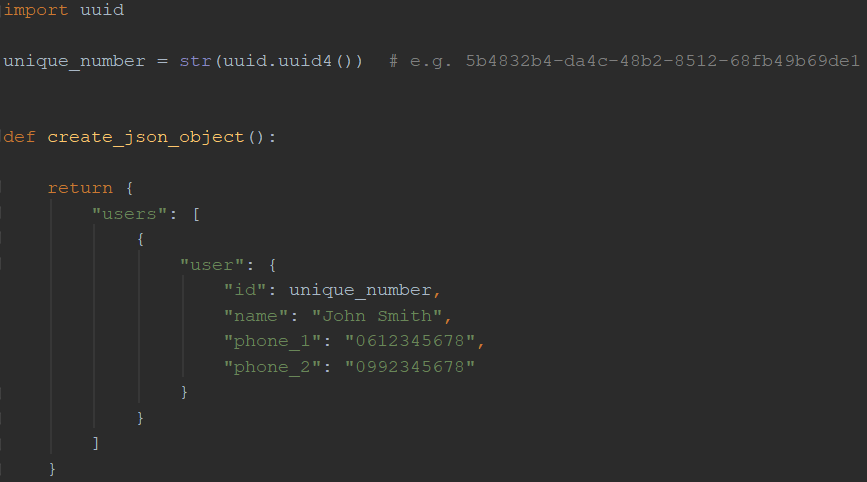 import uuid
unique_number = str(uuid.uuid4())  # e.g. 5b4832b4-da4c-48b2-8512-68fb49b69de1
def create_json_object():
    return {
        "users": [
            {
                "user": {
                    "id": unique_number,
                    "name": "John Smith",
                    "phone_1": "0612345678",
                    "phone_2": "0992345678"
                }
            }
        ]
    }